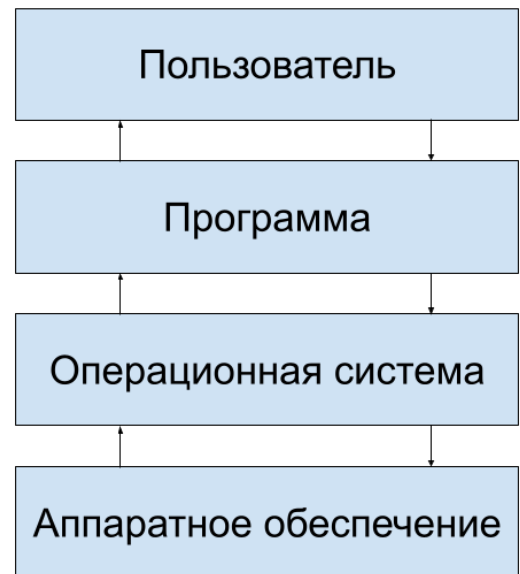 Пользователь
Программа
Операционная система
Аппаратное обеспечение